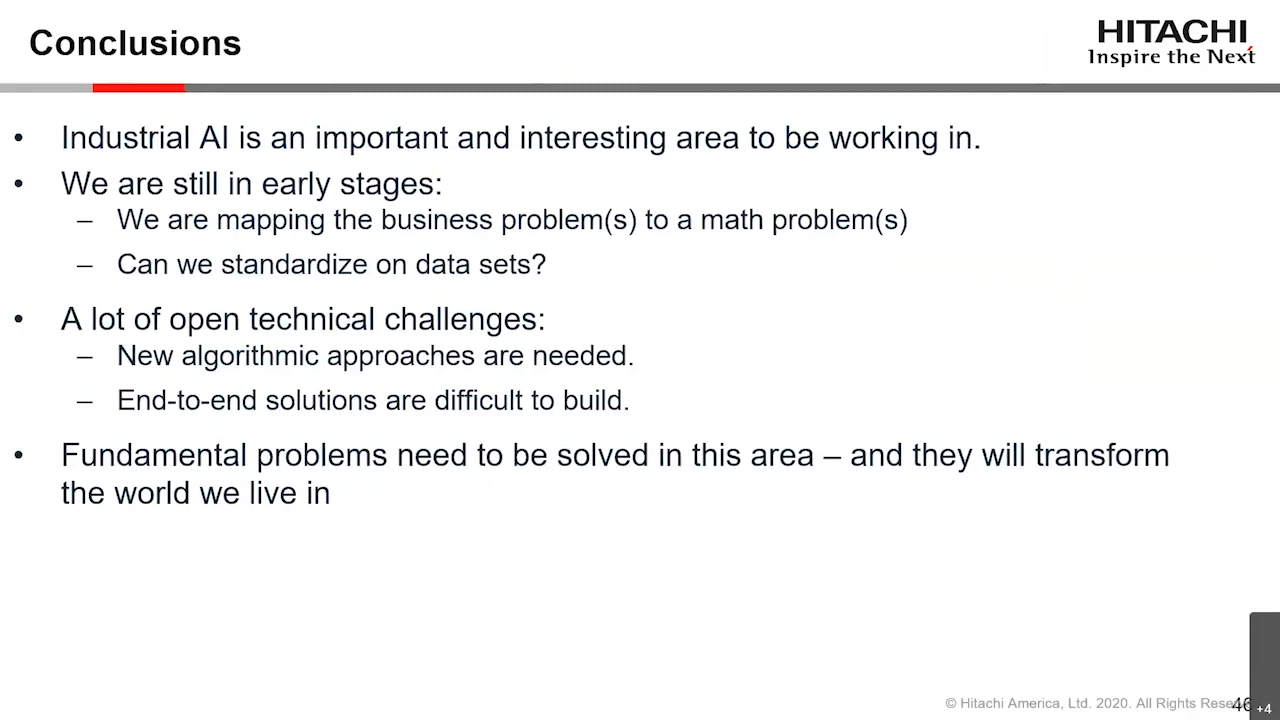 Conclusions
HITACHI
Inspire the Next
• Industrial AI is an important and interesting area to be working in.
• We are still in early stages:
– We are mapping the business problem(s) to a math problem(s)
– Can we standardize on data sets?
• A lot of open technical challenges:
– New algorithmic approaches are needed.
– End-to-end solutions are difficult to build.
• Fundamental problems need to be solved in this area – and they will transform
the world we live in
© Hitachi America, Ltd. 2020. All Rights
+4